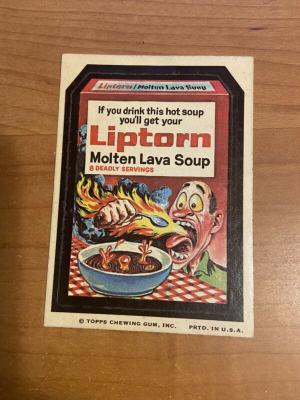 Liptorn/Molten Lava Soup
If you drink this hot soup
you'll get your
Liptorn
Molten Lava Soup
8 DEADLY SERVINGS
© TOPPS CHEWING GUM, INC. PRTD. IN U.S.A.